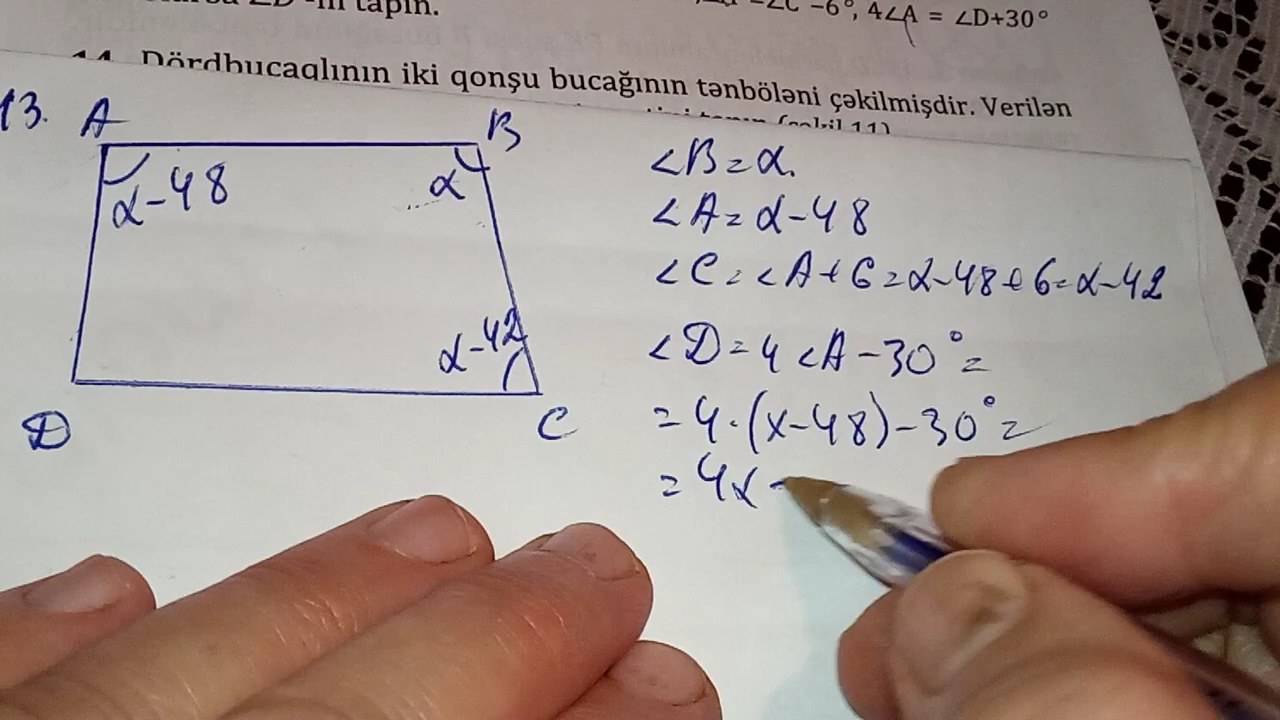 tapın.
∠C −6°, 4∠A = ∠D+30°
14. Dördbucaqlının iki qonşu bucağının tənböləni çəkilmişdir. Verilən
13. A B
∠B=α.
α-48 α
∠A=α-48
∠C=∠A+6=α-48+6=α-42
α-42
∠D=4∠A-30°=
D C
=4·(x-48)-30°=
=4α-